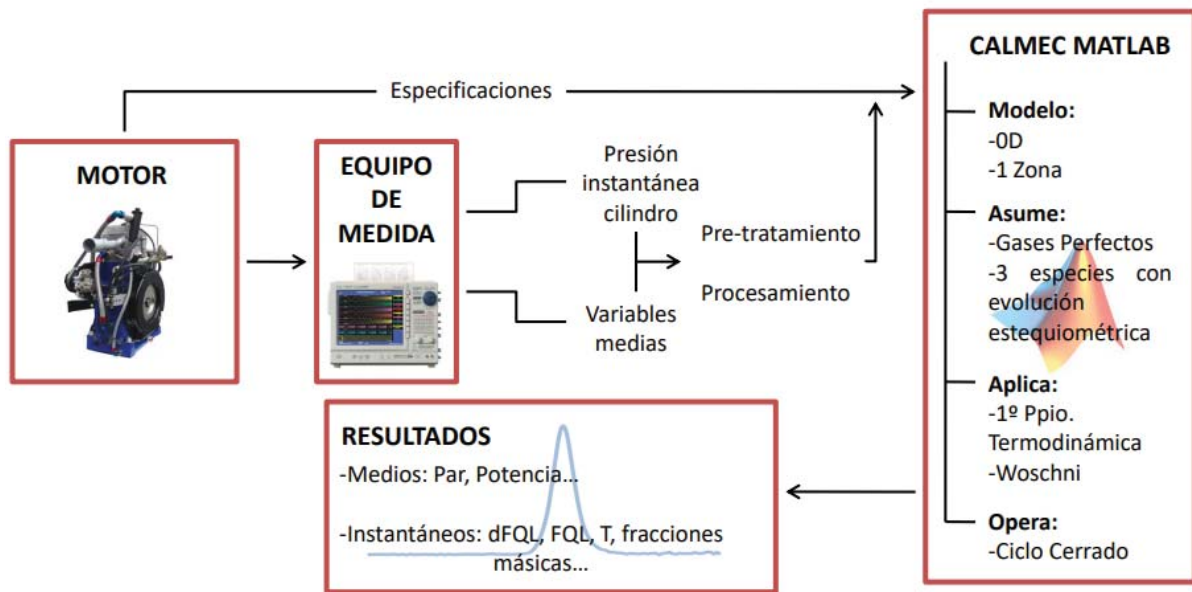 Especificaciones
MOTOR
EQUIPO
DE
MEDIDA
Presión
instantánea
cilindro
Variables
medias
Pre-tratamiento
Procesamiento
CALMEC MATLAB
Modelo:
-0D
-1 Zona
Asume:
-Gases Perfectos
-3 especies con
evolución
estequiométrica
Aplica:
-1º Ppio.
Termodinámica
-Woschni
Opera:
-Ciclo Cerrado
RESULTADOS
-Medios: Par, Potencia...
-Instantáneos: dFQL, FQL, T, fracciones
másicas...